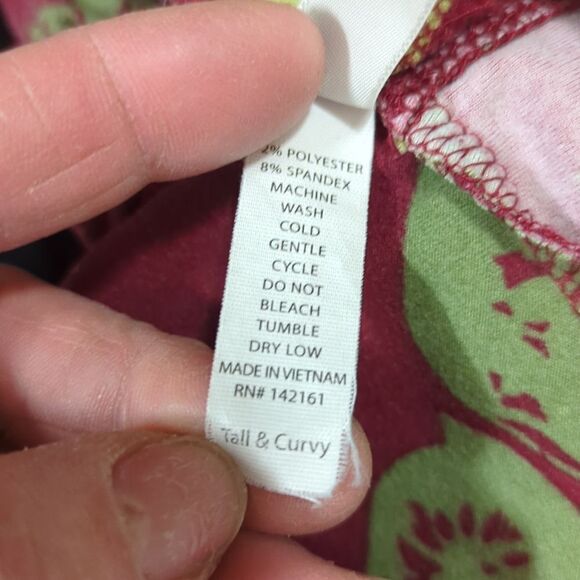 2% POLYESTER
8% SPANDEX
MACHINE
WASH
COLD
GENTLE
CYCLE
DO NOT
BLEACH
TUMBLE
DRY LOW
MADE IN VIETNAM
RN# 142161
Tall & Curvy